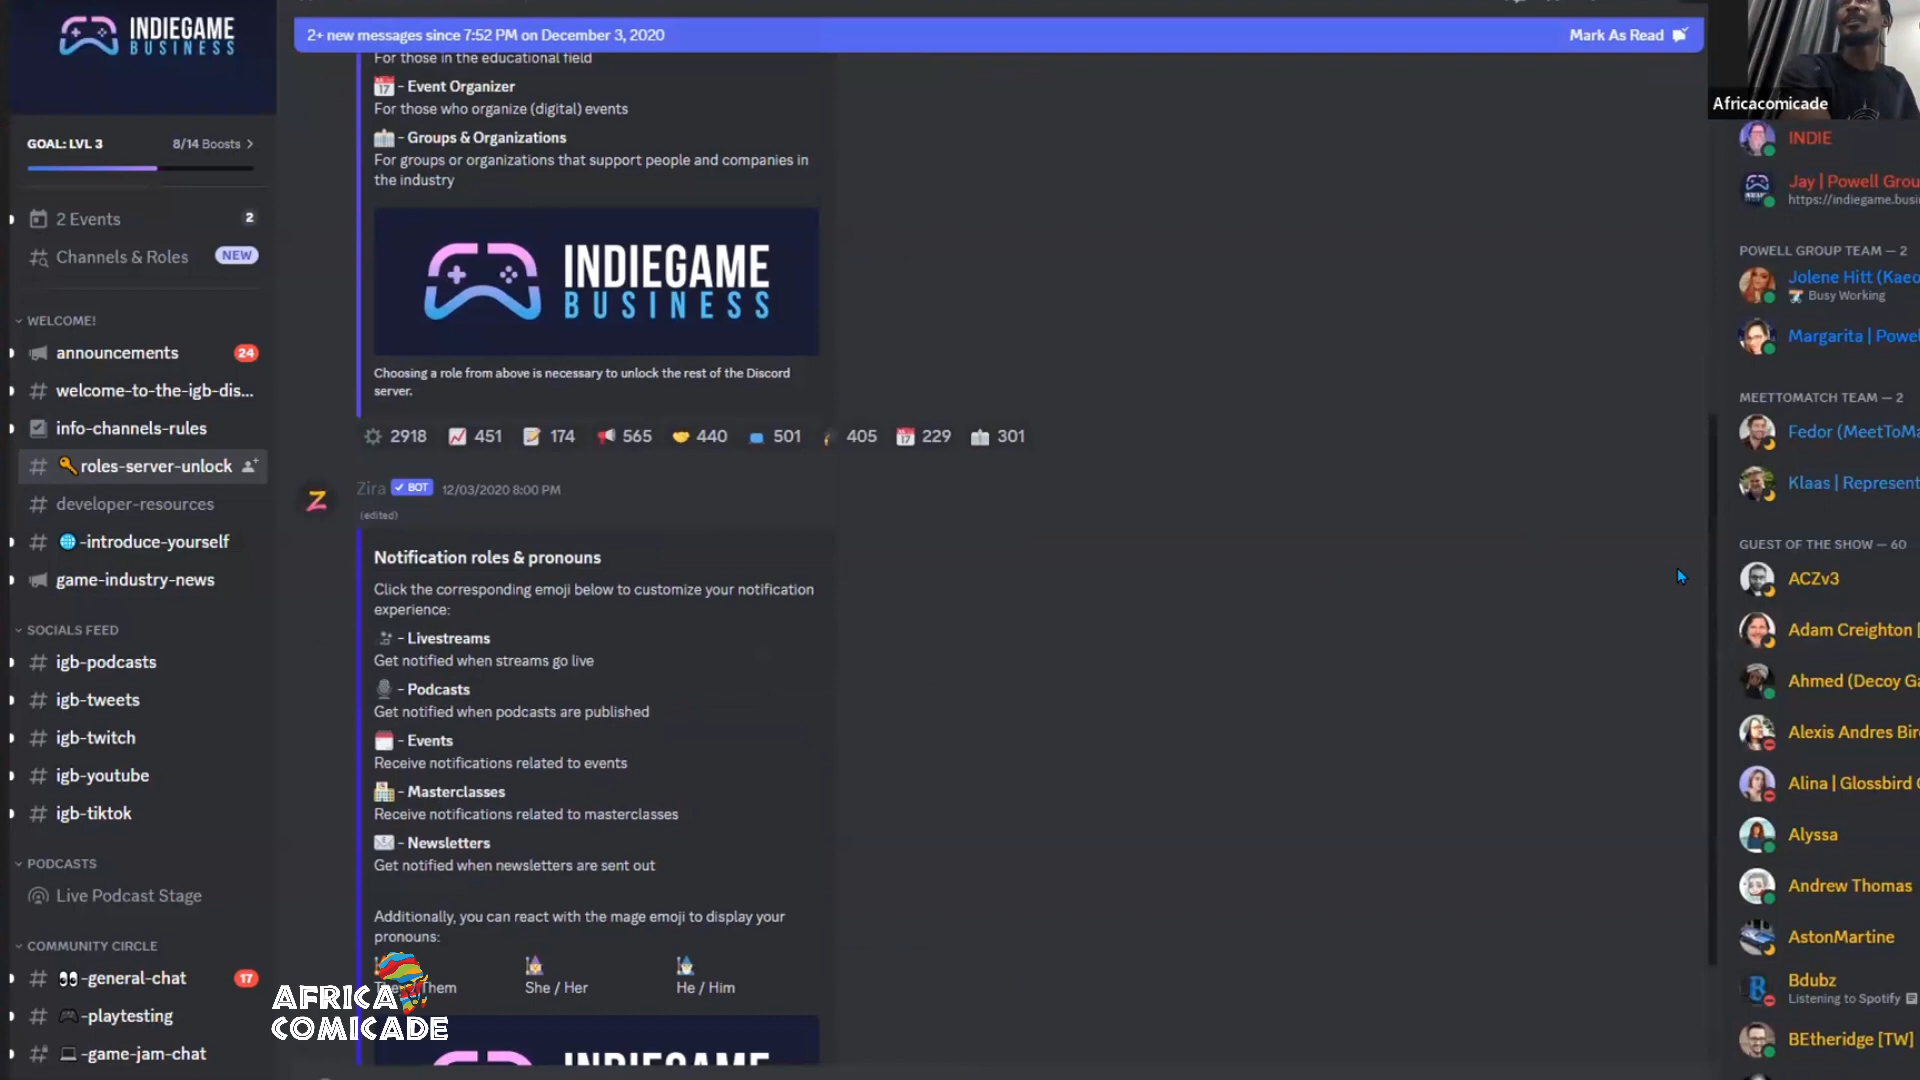 INDIEGAME
BUSINESS
GOAL: LVL 3
8/14 Boosts
2 Events
2
Channels & Roles
NEW
WELCOME!
announcements
24
welcome-to-the-igb-dis...
info-channels-rules
roles-server-unlock
developer-resources
-introduce-yourself
game-industry-news
SOCIALS FEED
igb-podcasts
igb-tweets
igb-twitch
igb-youtube
igb-tiktok
PODCASTS
Live Podcast Stage
COMMUNITY CIRCLE
-general-chat
17
-playtesting
-game-jam-chat
2+ new messages since 7:52 PM on December 3, 2020
Mark As Read
For those in the educational field
- Event Organizer
For those who organize (digital) events
- Groups & Organizations
For groups or organizations that support people and companies in
the industry
INDIEGAME
BUSINESS
Choosing a role from above is necessary to unlock the rest of the Discord
server.
2918 451 174 565 440 501 405 229 301
Zira BOT 12/03/2020 8:00 PM
(edited)
Notification roles & pronouns
Click the corresponding emoji below to customize your notification
experience:
- Livestreams
Get notified when streams go live
- Podcasts
Get notified when podcasts are published
- Events
Receive notifications related to events
- Masterclasses
Receive notifications related to masterclasses
- Newsletters
Get notified when newsletters are sent out
Additionally, you can react with the mage emoji to display your
pronouns:
Them
She / Her
He / Him
INDIEGAME
AFRICA
COMICADE
Africacomicade
INDIE
Jay | Powell Grou
https://indiegame.busi
POWELL GROUP TEAM — 2
Jolene Hitt (Kaeo
Busy Working
Margarita | Powel
MEETTOMATCH TEAM — 2
Fedor (MeetToMa
Klaas | Represent
GUEST OF THE SHOW — 60
ACZv3
Adam Creighton [
Ahmed (Decoy Ga
Alexis Andres Bir
Alina | Glossbird
Alyssa
Andrew Thomas
AstonMartine
Bdubz
Listening to Spotify
BEtheridge [TW]